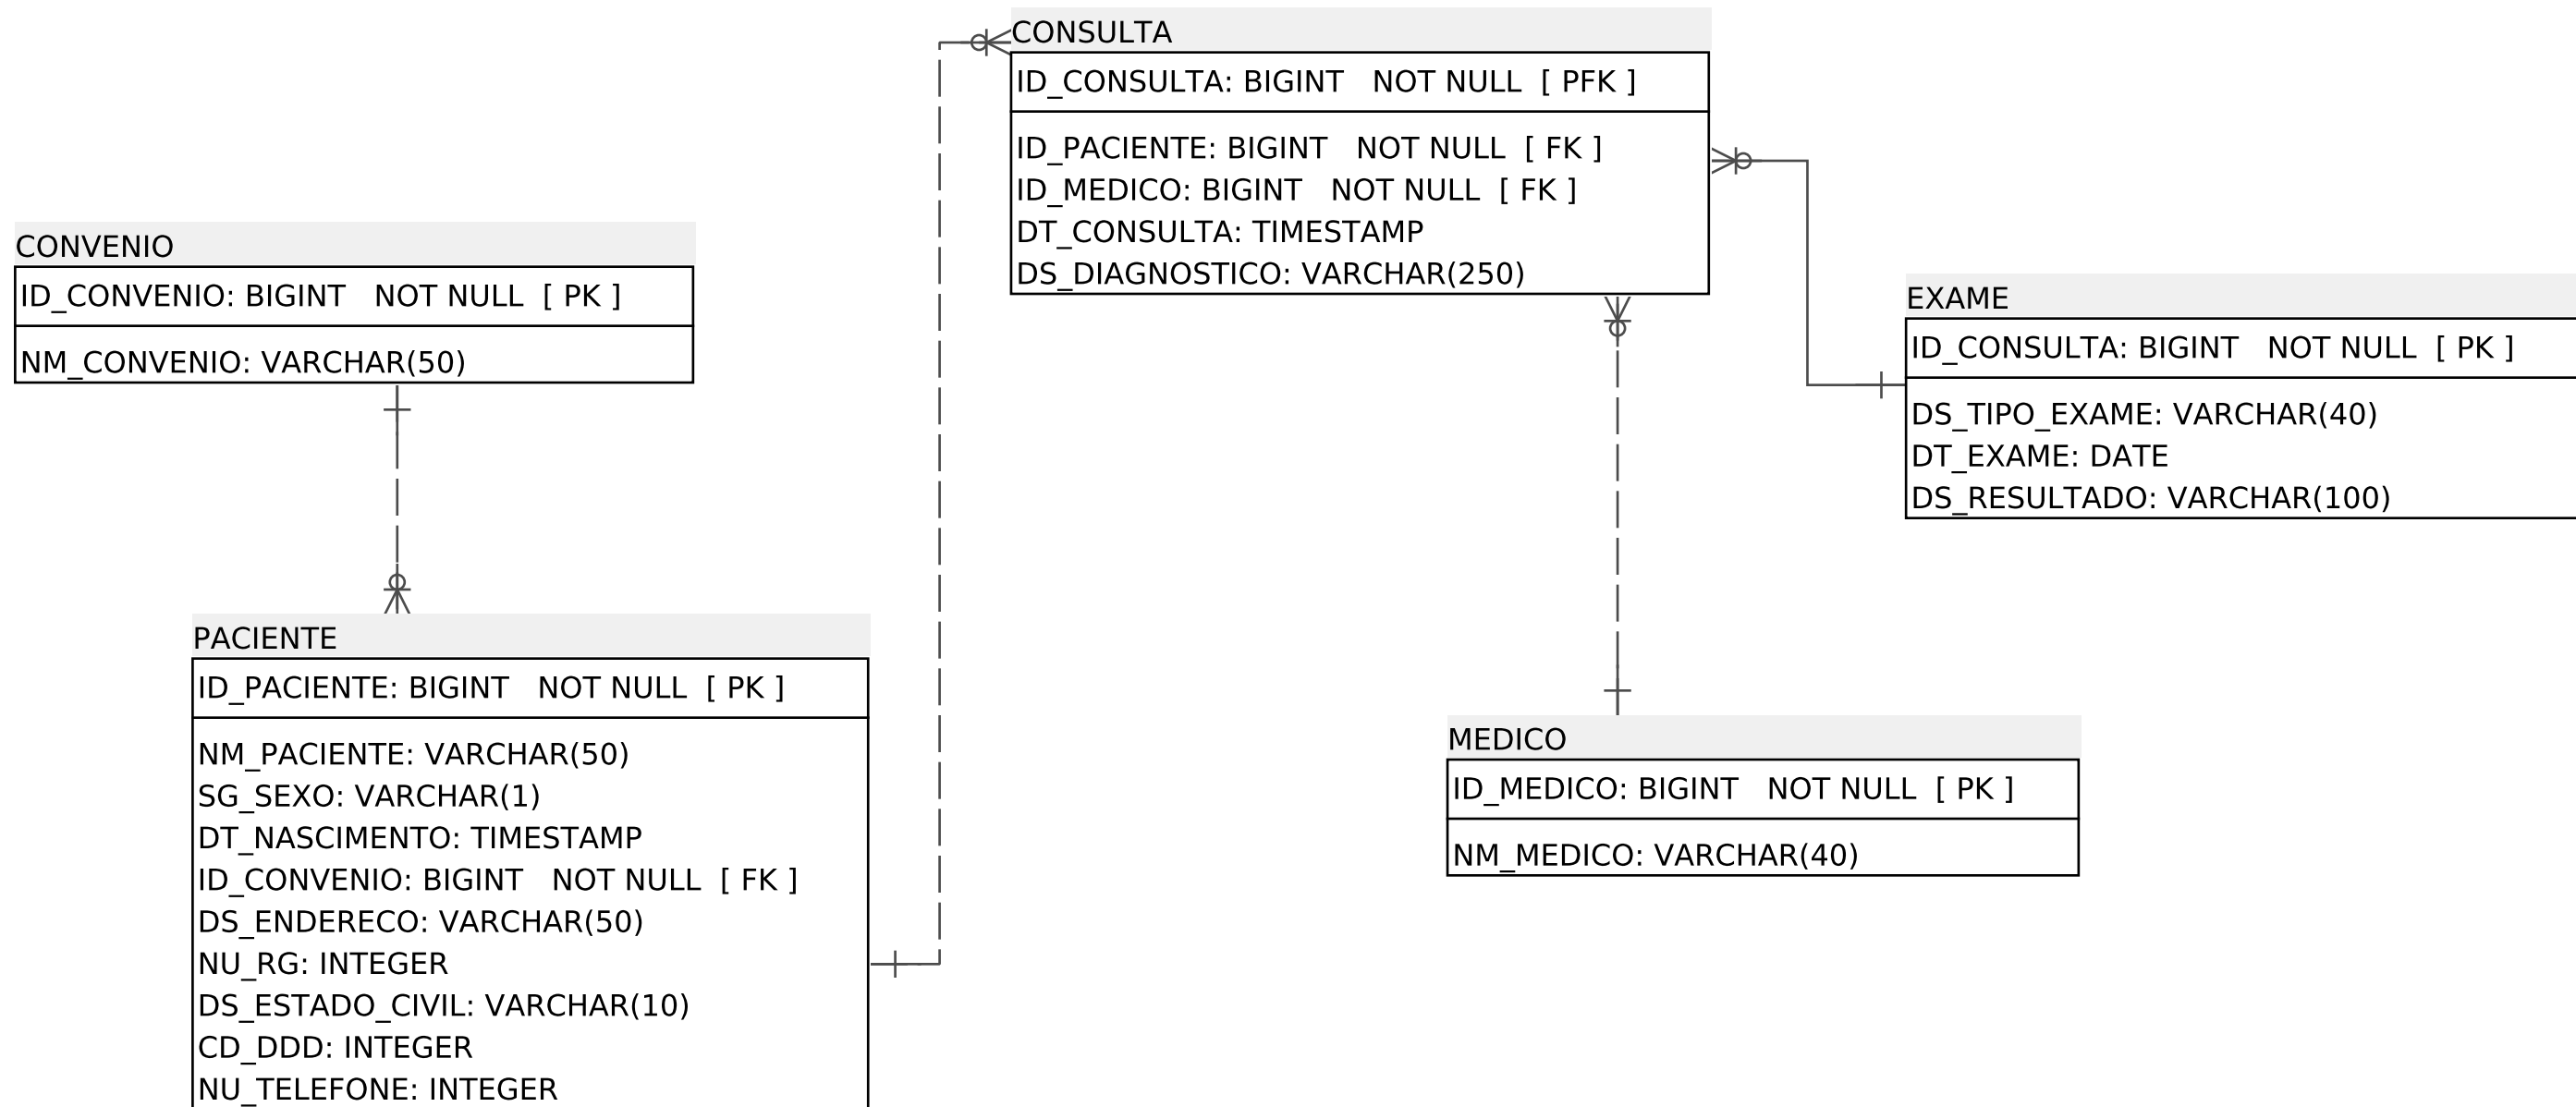 CONSULTA
ID_CONSULTA: BIGINT NOT NULL [ PFK ]
ID_PACIENTE: BIGINT NOT NULL [ FK ]
ID_MEDICO: BIGINT NOT NULL [ FK ]
DT_CONSULTA: TIMESTAMP
DS_DIAGNOSTICO: VARCHAR(250)
CONVENIO
ID_CONVENIO: BIGINT NOT NULL [ PK ]
NM_CONVENIO: VARCHAR(50)
EXAME
ID_CONSULTA: BIGINT NOT NULL [ PK ]
DS_TIPO_EXAME: VARCHAR(40)
DT_EXAME: DATE
DS_RESULTADO: VARCHAR(100)
PACIENTE
ID_PACIENTE: BIGINT NOT NULL [ PK ]
NM_PACIENTE: VARCHAR(50)
SG_SEXO: VARCHAR(1)
DT_NASCIMENTO: TIMESTAMP
ID_CONVENIO: BIGINT NOT NULL [ FK ]
DS_ENDERECO: VARCHAR(50)
NU_RG: INTEGER
DS_ESTADO_CIVIL: VARCHAR(10)
CD_DDD: INTEGER
NU_TELEFONE: INTEGER
MEDICO
ID_MEDICO: BIGINT NOT NULL [ PK ]
NM_MEDICO: VARCHAR(40)